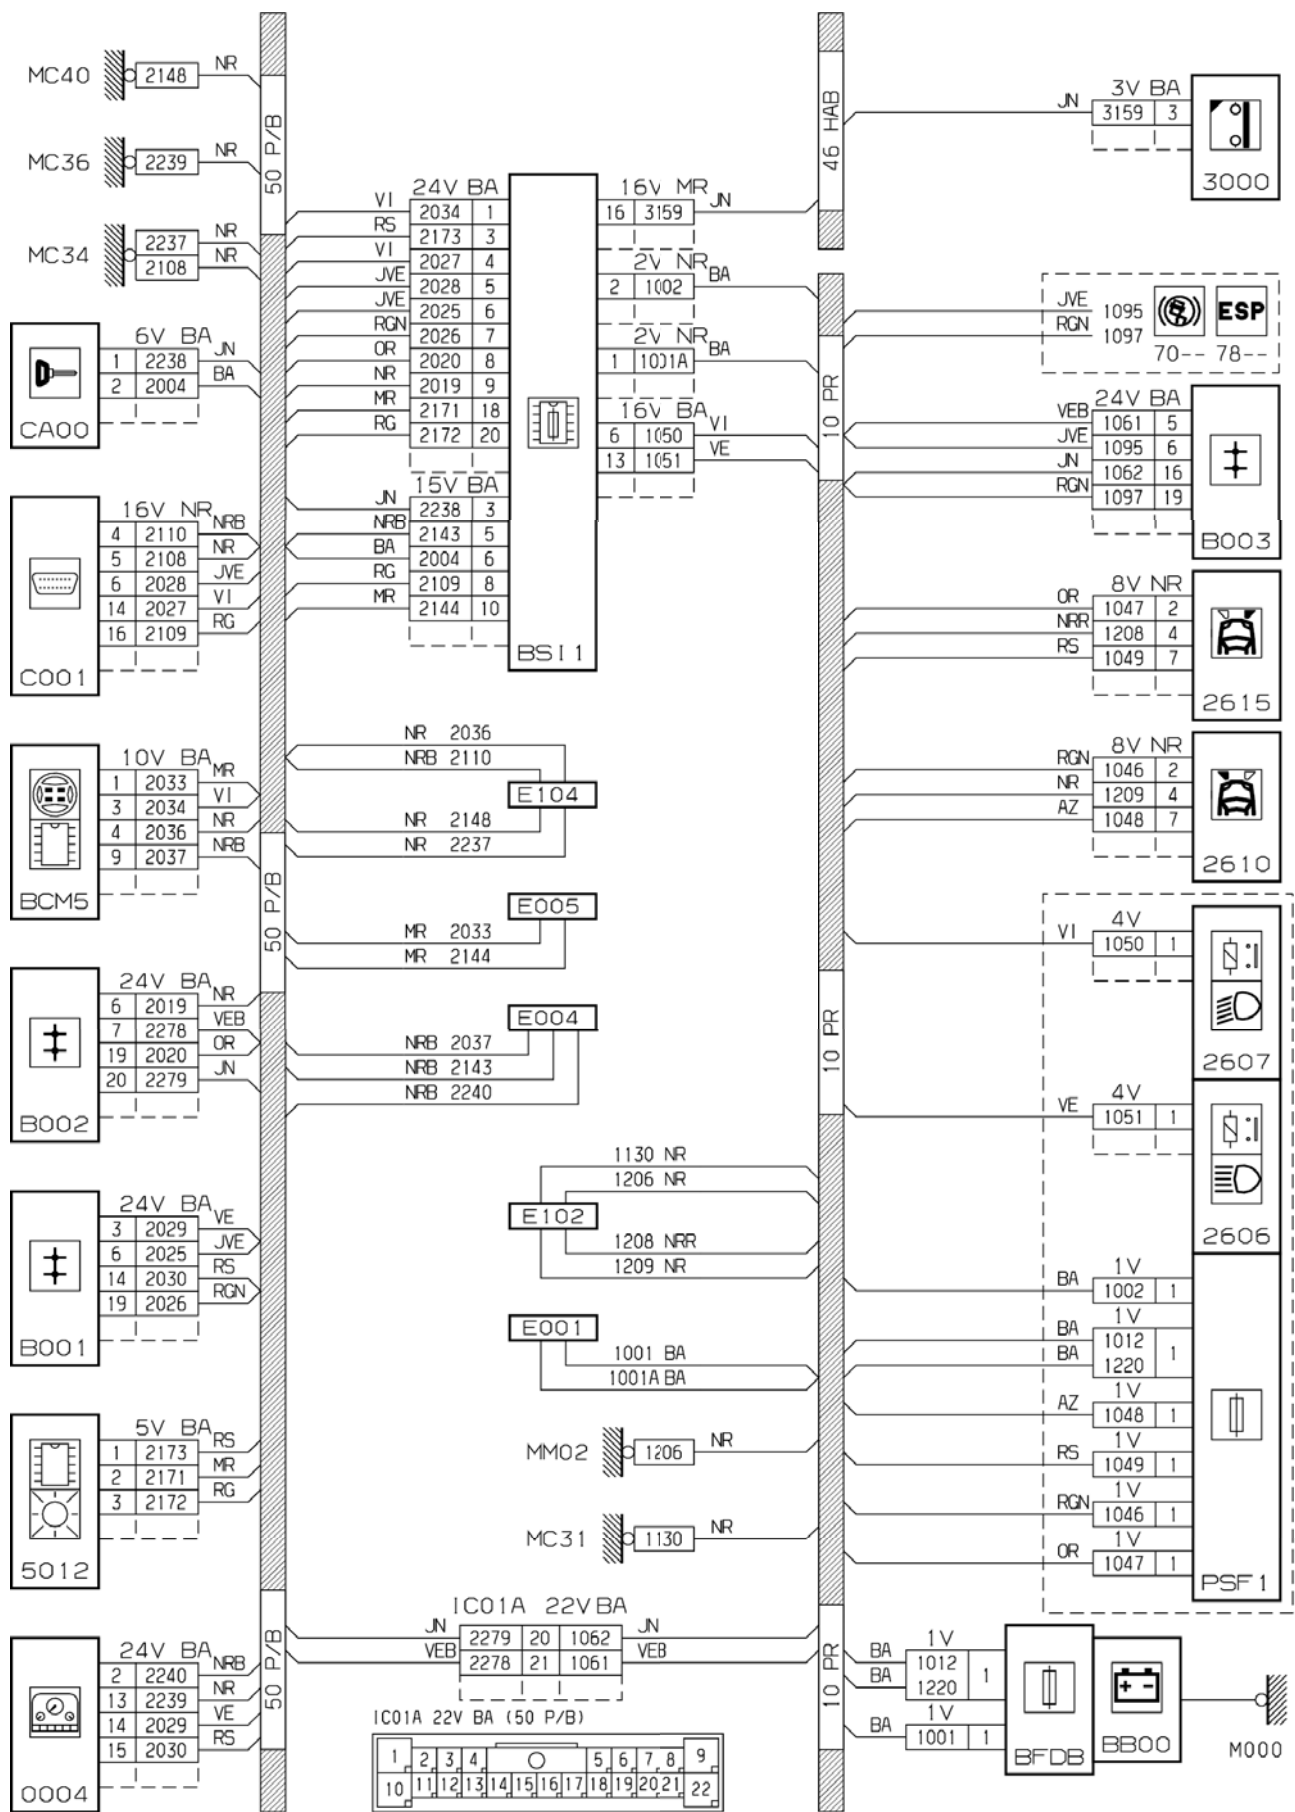 MC40 2148 NR
MC36 2239 NR
MC34 2237 NR
2108 NR
50 P/B
CA00
6V BA
1 2238 JN
2 2004 BA
C001
16V NR
4 2110 NRB
5 2108 NR
6 2028 JVE
14 2027 VI
16 2109 RG
BCM5
10V BA
1 2033 MR
3 2034 VI
4 2036 NR
9 2037 NRB
50 P/B
B002
24V BA
6 2019 NR
7 2278 VEB
19 2020 OR
20 2279 JN
B001
24V BA
3 2029 VE
6 2025 JVE
14 2030 RS
19 2026 RGN
5012
5V BA
1 2173 RS
2 2171 MR
3 2172 RG
0004
24V BA
2 2240 NRB
13 2239 NR
14 2029 VE
15 2030 RS
50 P/B
BSI1
24V BA
VI 2034 1
RS 2173 3
VI 2027 4
JVE 2028 5
JVE 2025 6
RGN 2026 7
OR 2020 8
NR 2019 9
MR 2171 18
RG 2172 20
15V BA
JN 2238 3
NRB 2143 5
BA 2004 6
RG 2109 8
MR 2144 10
16V MR
16 3159 JN
2V NR
2 1002 BA
2V NR
1 1001A BA
16V BA
6 1050 VI
13 1051 VE
NR 2036
NRB 2110
E104
NR 2148
NR 2237
E005
MR 2033
MR 2144
E004
NRB 2037
NRB 2143
NRB 2240
1130 NR
1206 NR
E102
1208 NRR
1209 NR
E001
1001 BA
1001A BA
MM02 1206 NR
MC31 1130 NR
IC01A 22V BA
JN 2279 20 1062 JN
VEB 2278 21 1061 VEB
IC01A 22V BA (50 P/B)
1 2 3 4 5 6 7 8 9
10 11 12 13 14 15 16 17 18 19 20 21 22
46 HAB
10 PR
10 PR
10 PR
3V BA
JN 3159 3
3000
JVE 1095
RGN 1097
ESP
70-- 78--
24V BA
VEB 1061 5
JVE 1095 6
JN 1062 16
RGN 1097 19
B003
8V NR
OR 1047 2
NRR 1208 4
RS 1049 7
2615
8V NR
RGN 1046 2
NR 1209 4
AZ 1048 7
2610
4V
VI 1050 1
2607
4V
VE 1051 1
2606
1V
BA 1002 1
1V
BA 1012 1
BA 1220
1V
AZ 1048 1
1V
RS 1049 1
1V
RGN 1046 1
1V
OR 1047 1
PSF1
1V
BA 1012 1
BA 1220
1V
BA 1001 1
BFDB
BB00
M000